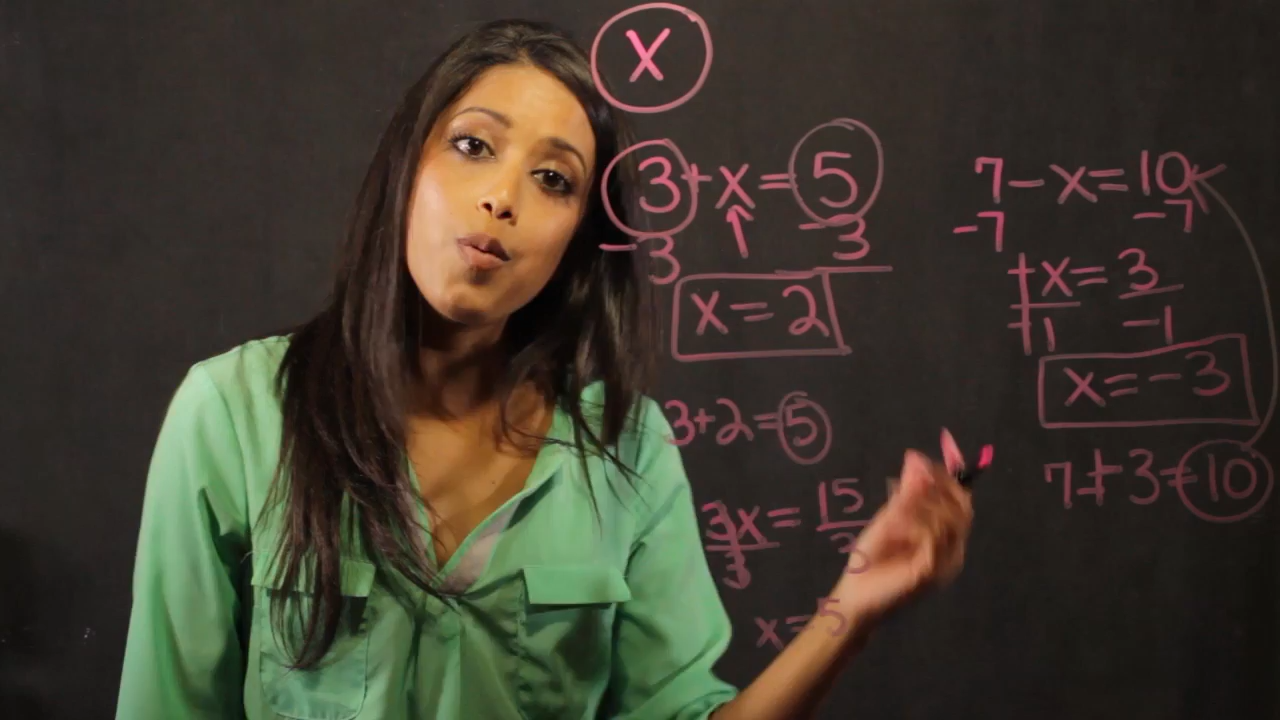 X
3 + x = 5
-3 -3
x = 2
3+2=5
3x = 15
3 3
x=5
7 - x = 10
-7 -7
+x = 3
-1 -1
x = -3
7 + 3 = 10